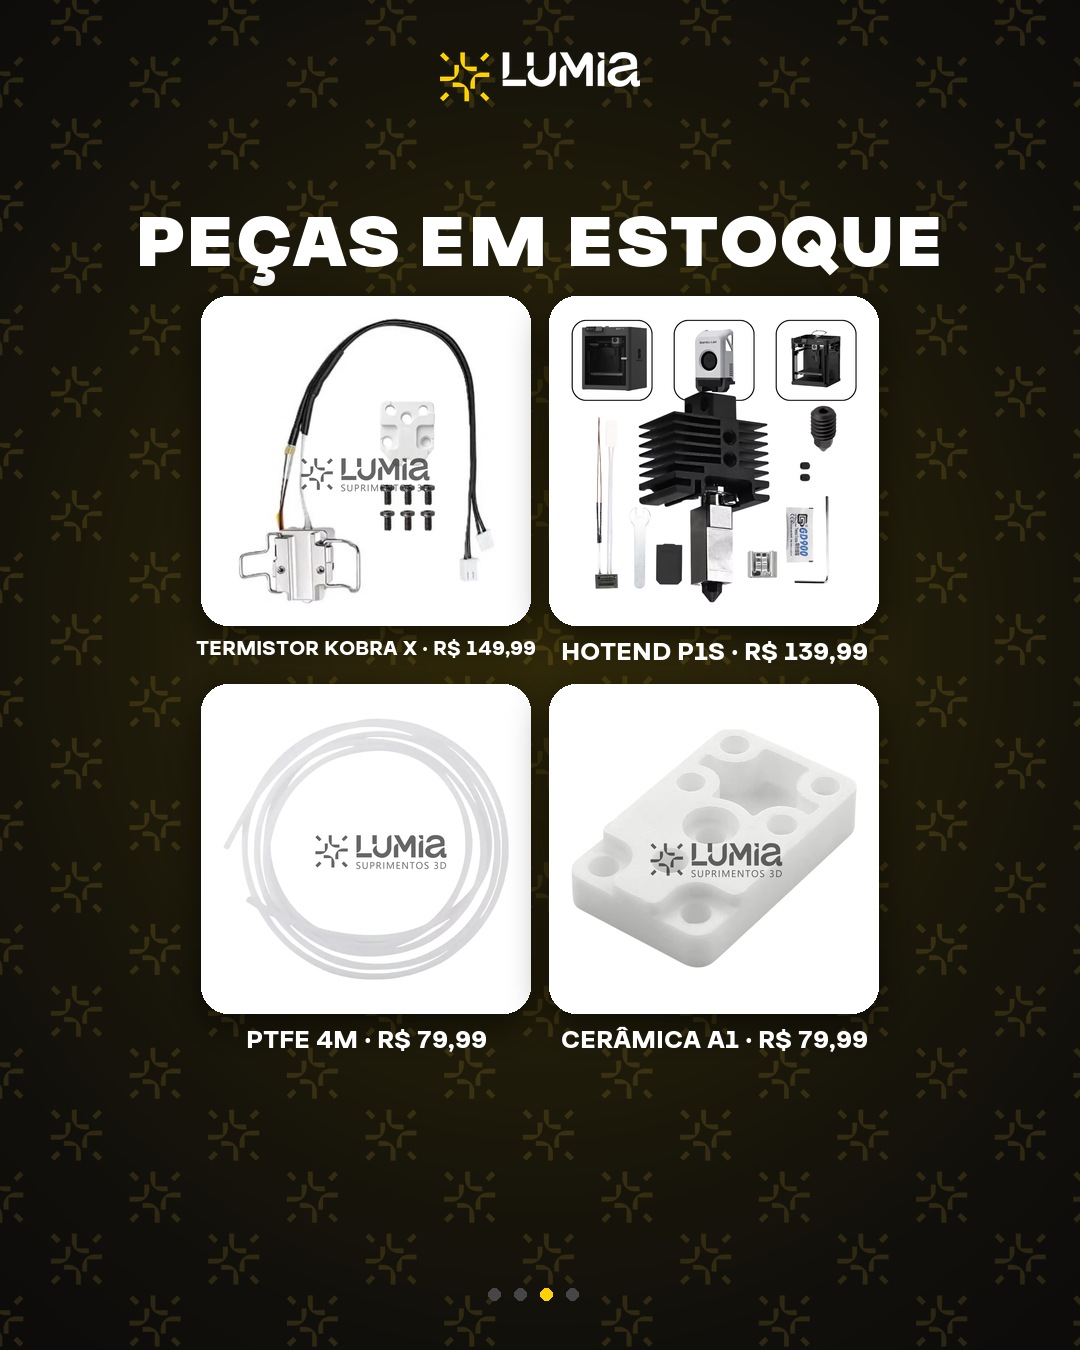 LUMIA
PEÇAS EM ESTOQUE
LUMIA
SUPRIMENTOS 3D
GD900
TERMISTOR KOBRA X · R$ 149,99
HOTEND P1S · R$ 139,99
LUMIA
SUPRIMENTOS 3D
LUMIA
SUPRIMENTOS 3D
PTFE 4M · R$ 79,99
CERÂMICA A1 · R$ 79,99